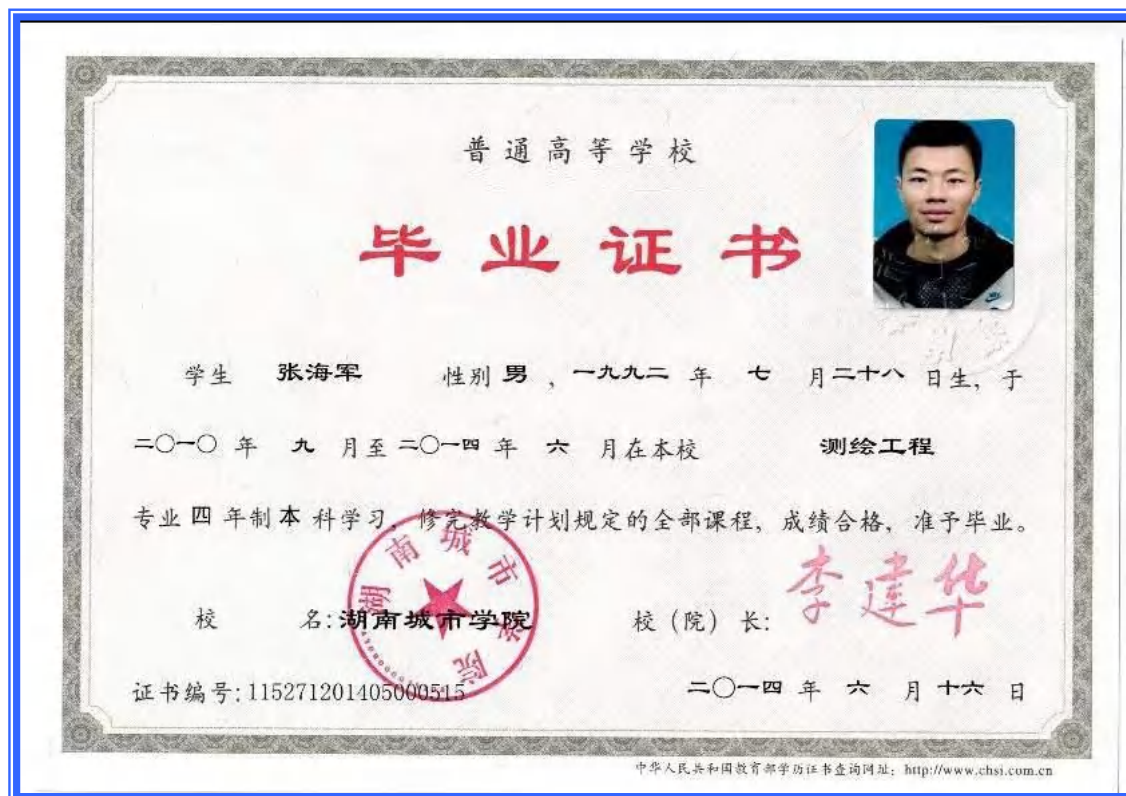 普通高等学校
毕业证书
学生 张海军 性别 男 ，一九九二 年 七 月二十八 日生，于
二〇一〇 年 九 月至 二〇一四 年 六 月在本校 测绘工程
专业 四 年制 本 科学习，修完教学计划规定的全部课程，成绩合格，准予毕业。
校 名：湖南城市学院 校（院）长：李建华
湖南城市学院
证书编号：115271201405000515 二〇一四 年 六 月 十六 日
中华人民共和国教育部学历证书查询网址：http://www.chsi.com.cn